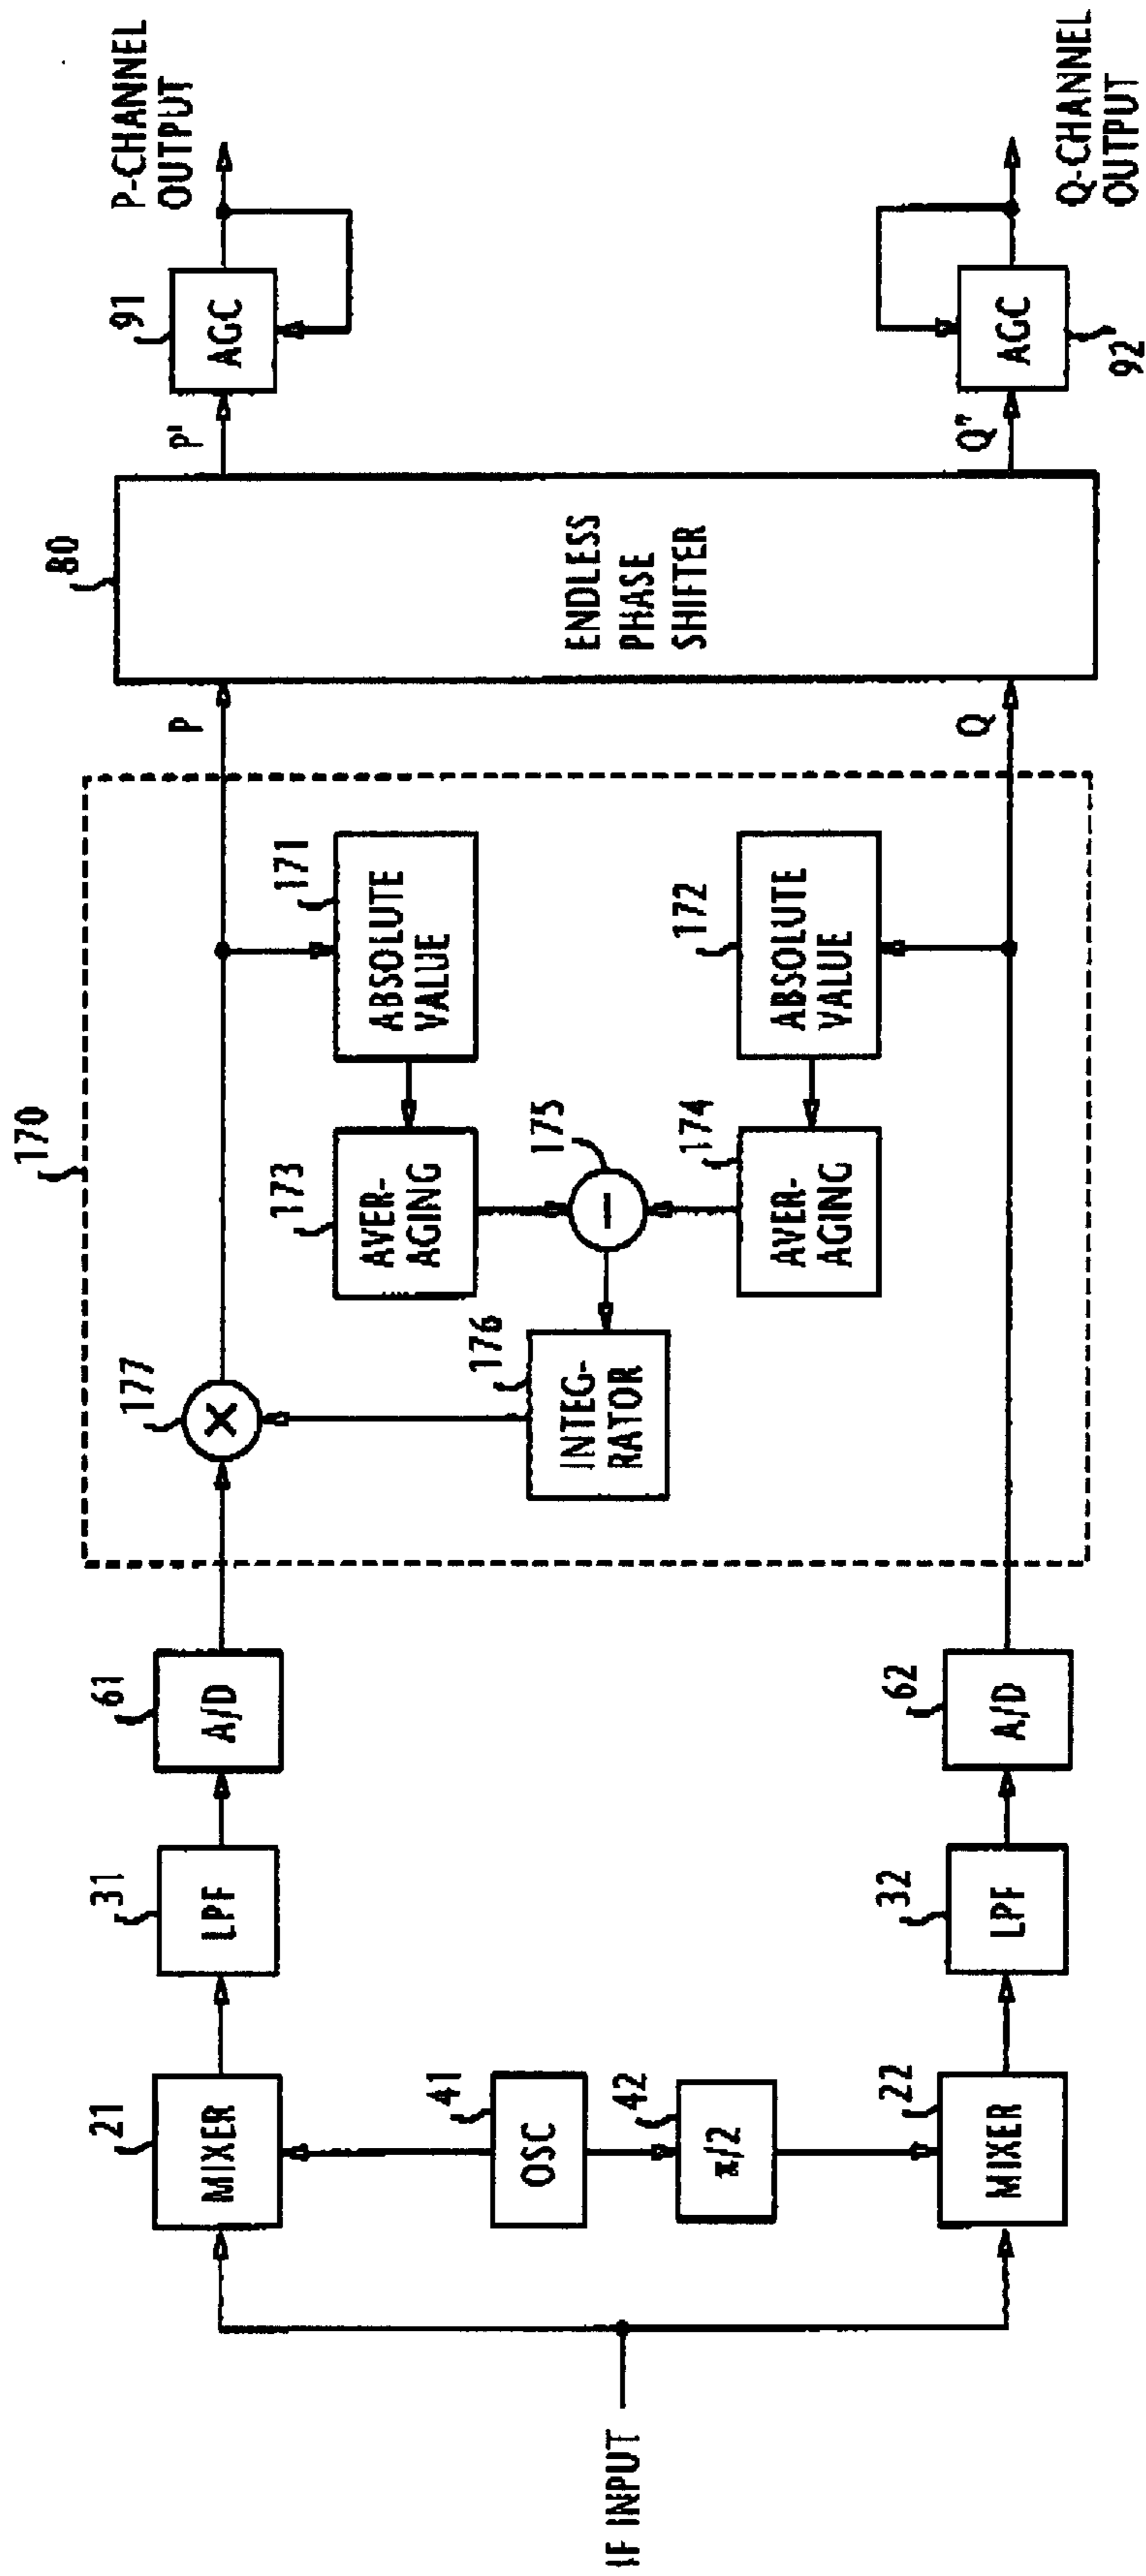 IF INPUT
21
MIXER
31
LPF
61
A/D
41
OSC
42
π/2
22
MIXER
32
LPF
62
A/D
170
177
×
176
INTEG-
RATOR
173
AVER-
AGING
171
ABSOLUTE
VALUE
175
−
174
AVER-
AGING
172
ABSOLUTE
VALUE
P
Q
80
ENDLESS
PHASE
SHIFTER
P'
91
AGC
P-CHANNEL
OUTPUT
Q"
92
AGC
Q-CHANNEL
OUTPUT